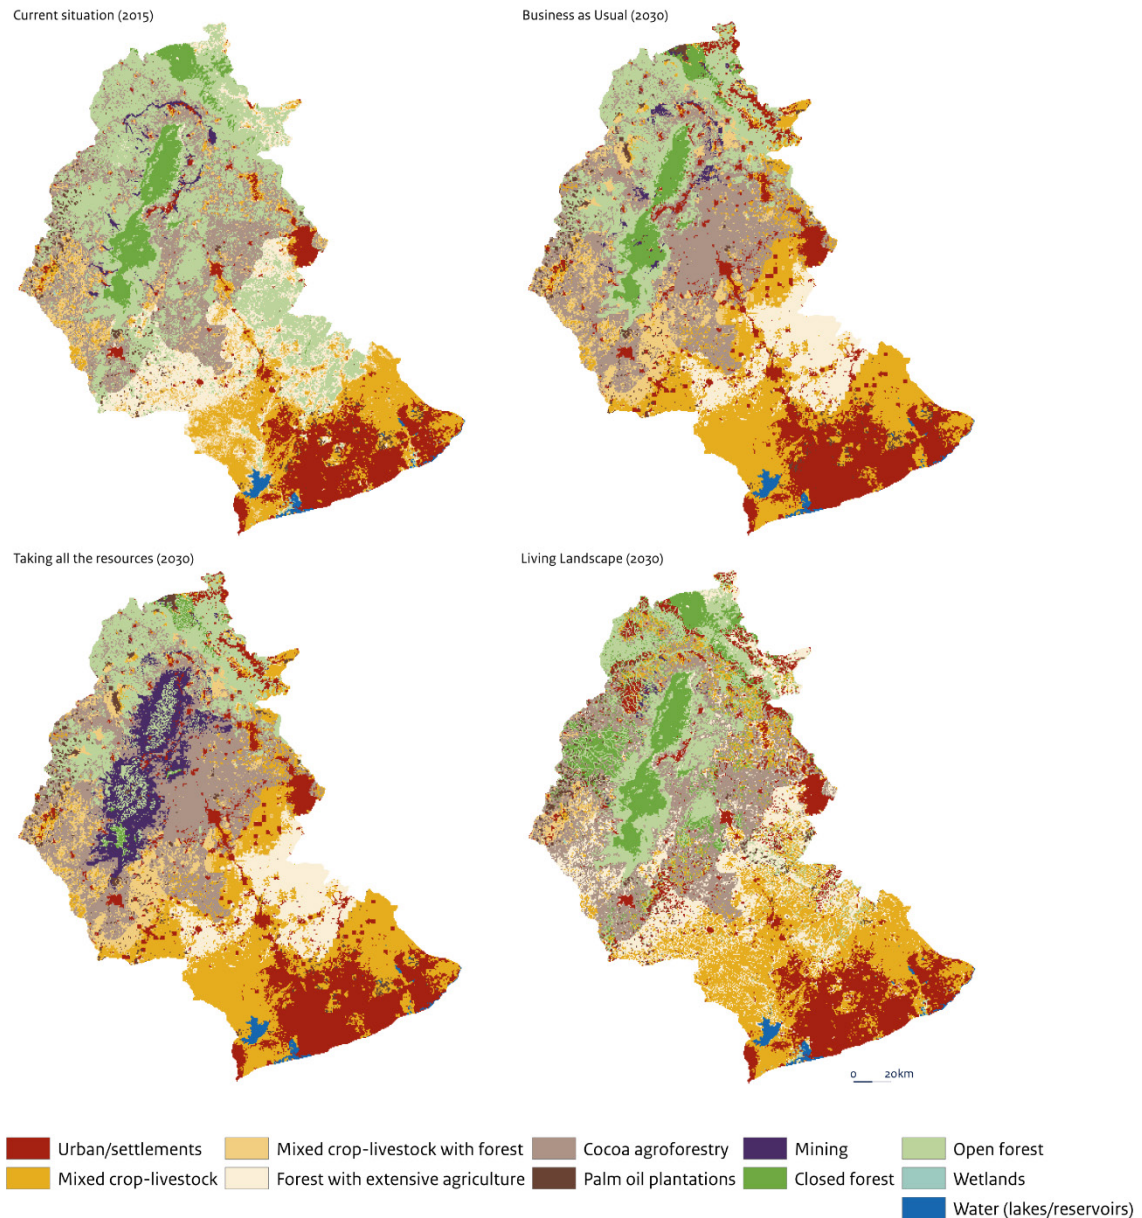 Current situation (2015)
Business as Usual (2030)
Taking all the resources (2030)
Living Landscape (2030)
0 20km
Urban/settlements
Mixed crop-livestock with forest
Cocoa agroforestry
Mining
Open forest
Mixed crop-livestock
Forest with extensive agriculture
Palm oil plantations
Closed forest
Wetlands
Water (lakes/reservoirs)